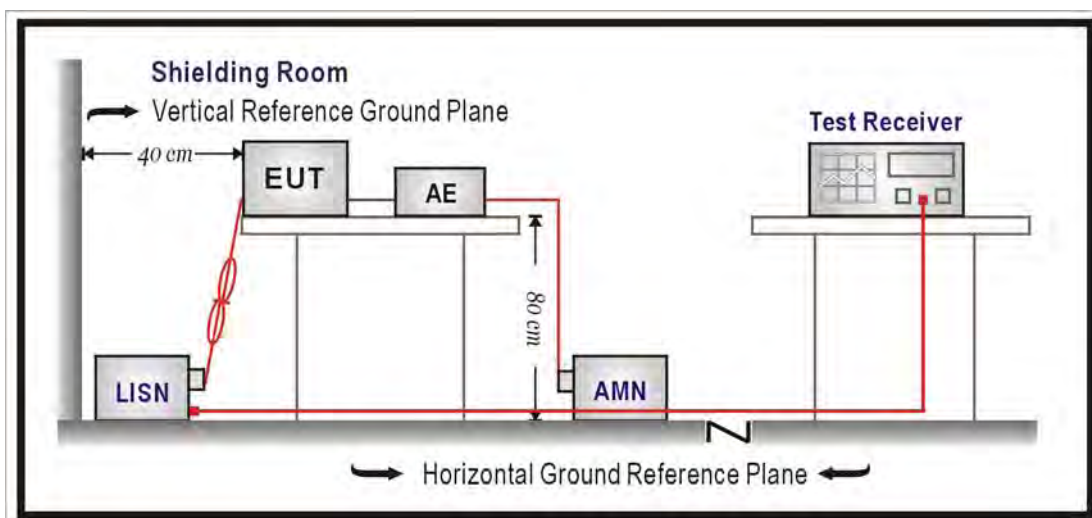 Shielding Room
Vertical Reference Ground Plane
Test Receiver
40 cm
EUT
AE
80 cm
LISN
AMN
Horizontal Ground Reference Plane